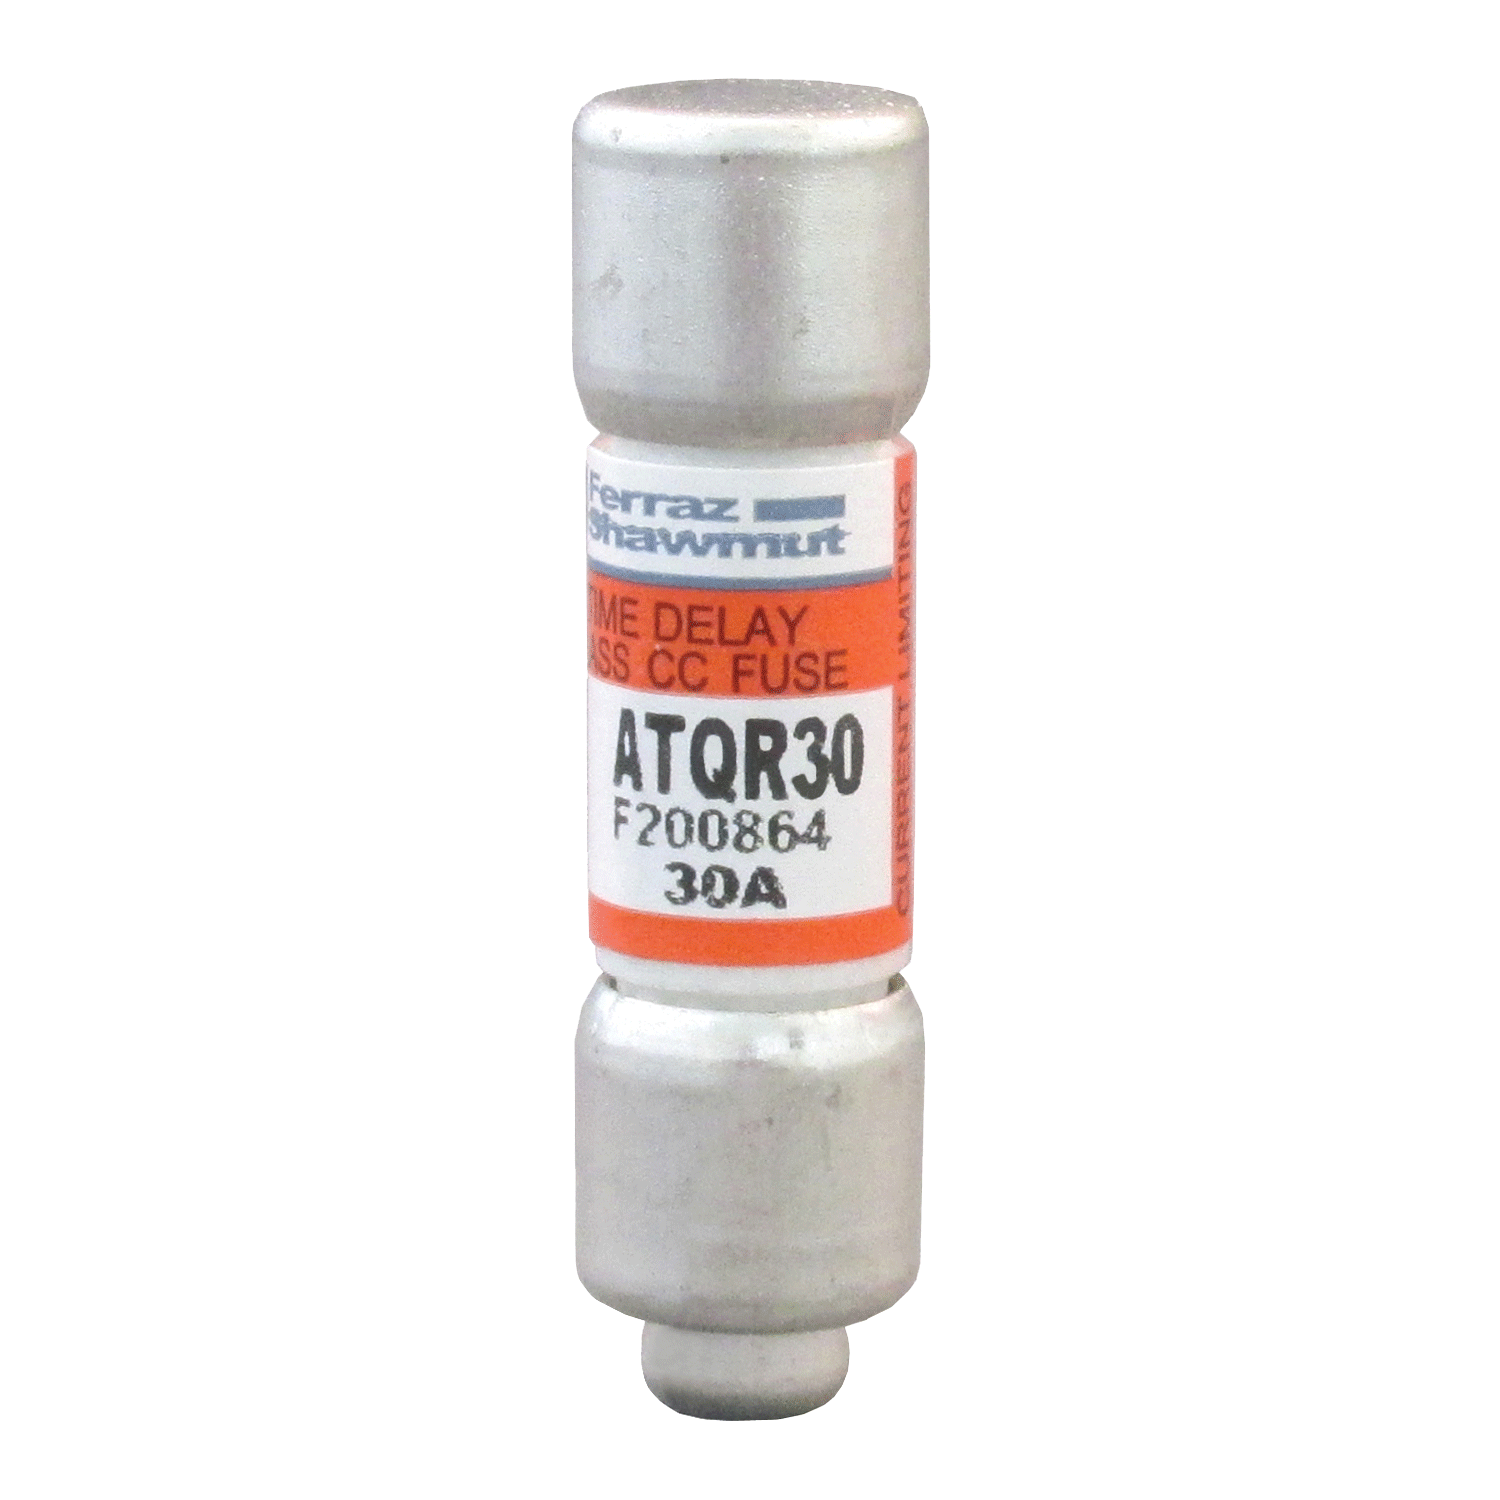 Ferraz
Shawmut
TIME DELAY
ASS CC FUSE
ATQR30
F200864
30A
CURRENT LIMITING